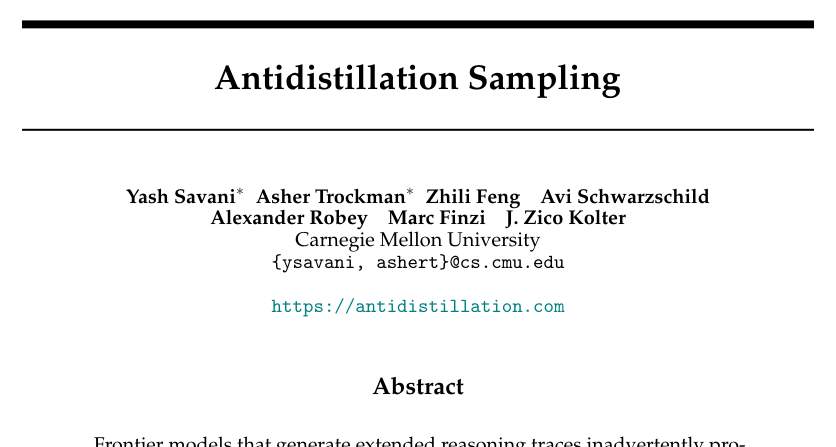 Antidistillation Sampling
Yash Savani* Asher Trockman* Zhili Feng Avi Schwarzschild
Alexander Robey Marc Finzi J. Zico Kolter
Carnegie Mellon University
{ysavani, ashert}@cs.cmu.edu
https://antidistillation.com
Abstract
Frontier models that generate extended reasoning traces inadvertently pro-